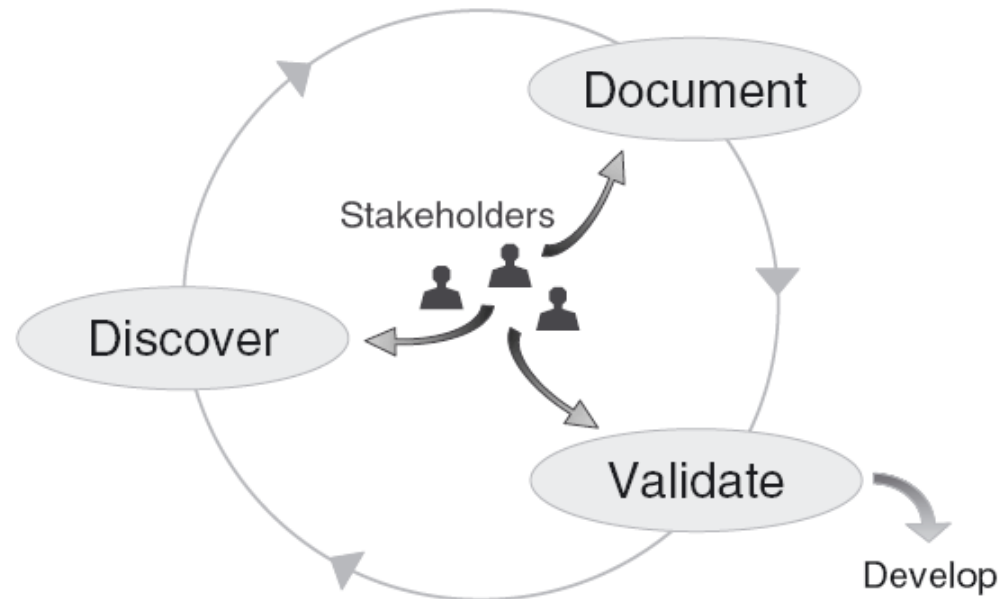 Document
Stakeholders
Discover
Validate
Develop